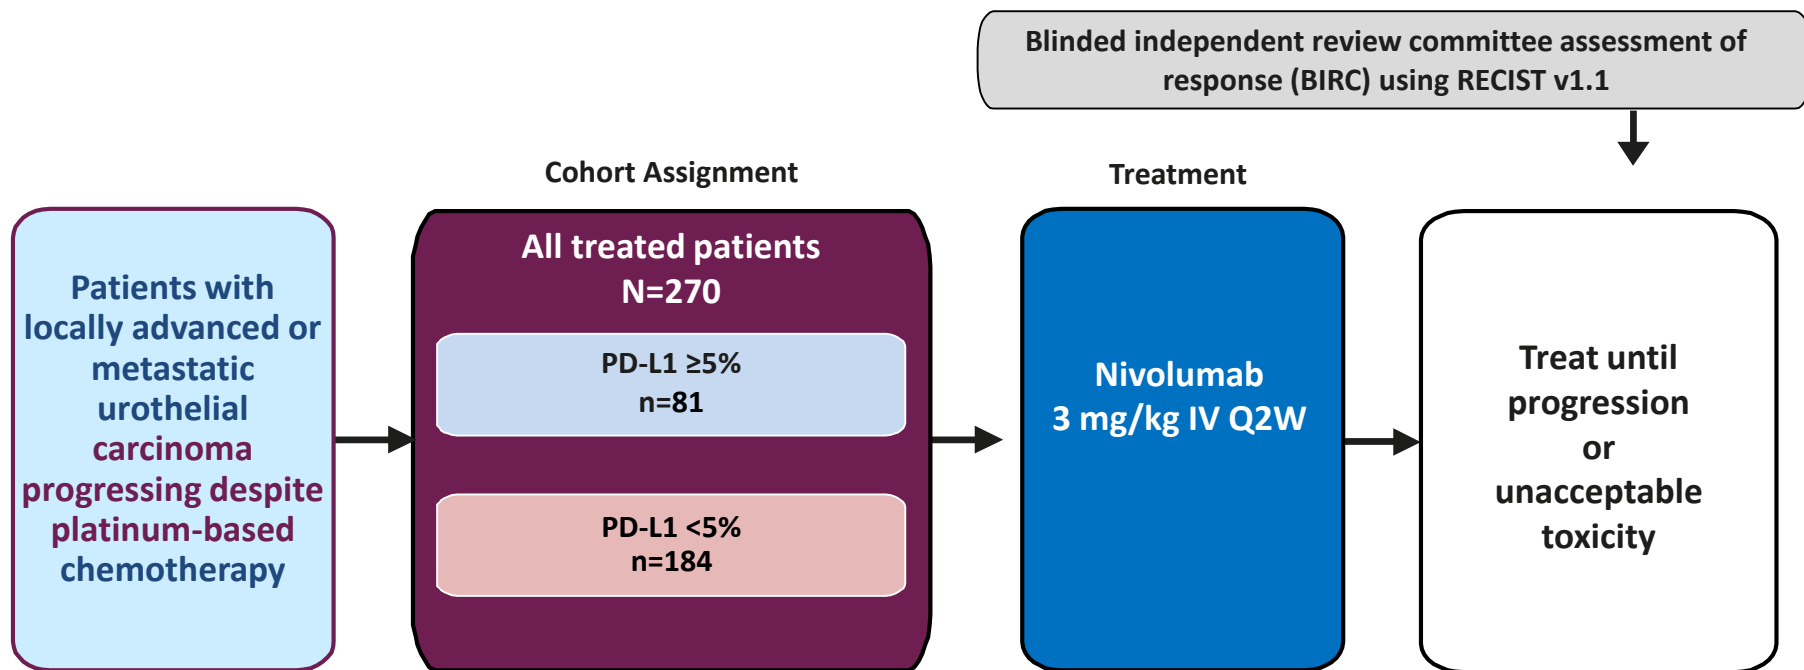 Blinded independent review committee assessment of
response (BIRC) using RECIST v1.1
Cohort Assignment
Treatment
Patients with
locally advanced or
metastatic
urothelial
carcinoma
progressing despite
platinum-based
chemotherapy
All treated patients
N=270
PD-L1 ≥5%
n=81
PD-L1 <5%
n=184
Nivolumab
3 mg/kg IV Q2W
Treat until
progression
or
unacceptable
toxicity